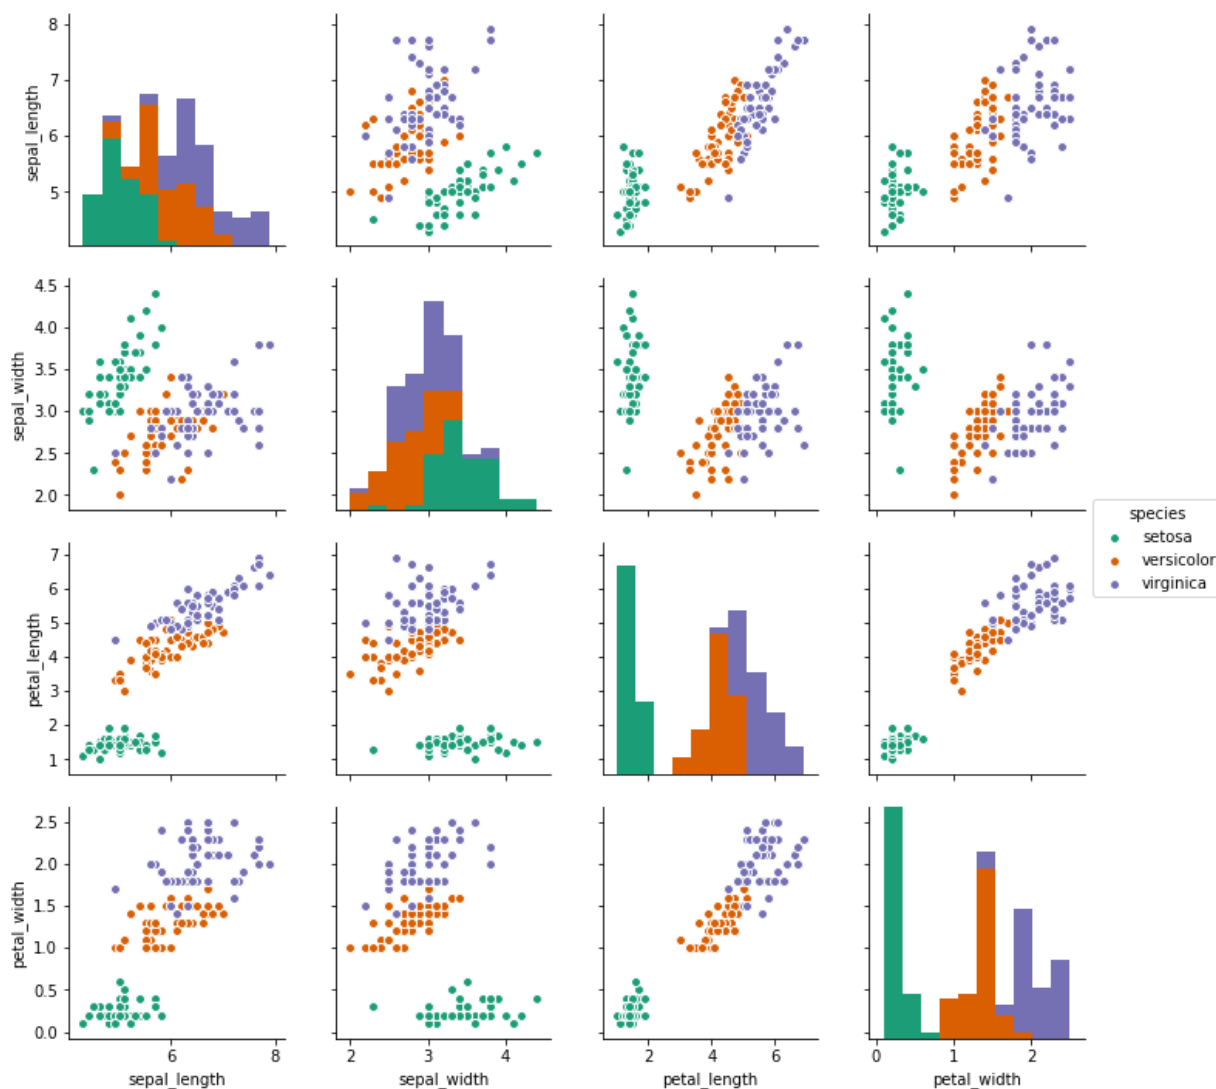 8
7
6
5
sepal_length
4.5
4.0
3.5
3.0
2.5
2.0
sepal_width
species
setosa
versicolor
virginica
7
6
5
4
3
2
1
petal_length
2.5
2.0
1.5
1.0
0.5
0.0
petal_width
6 8
sepal_length
2 3 4
sepal_width
2 4 6
petal_length
0 1 2
petal_width